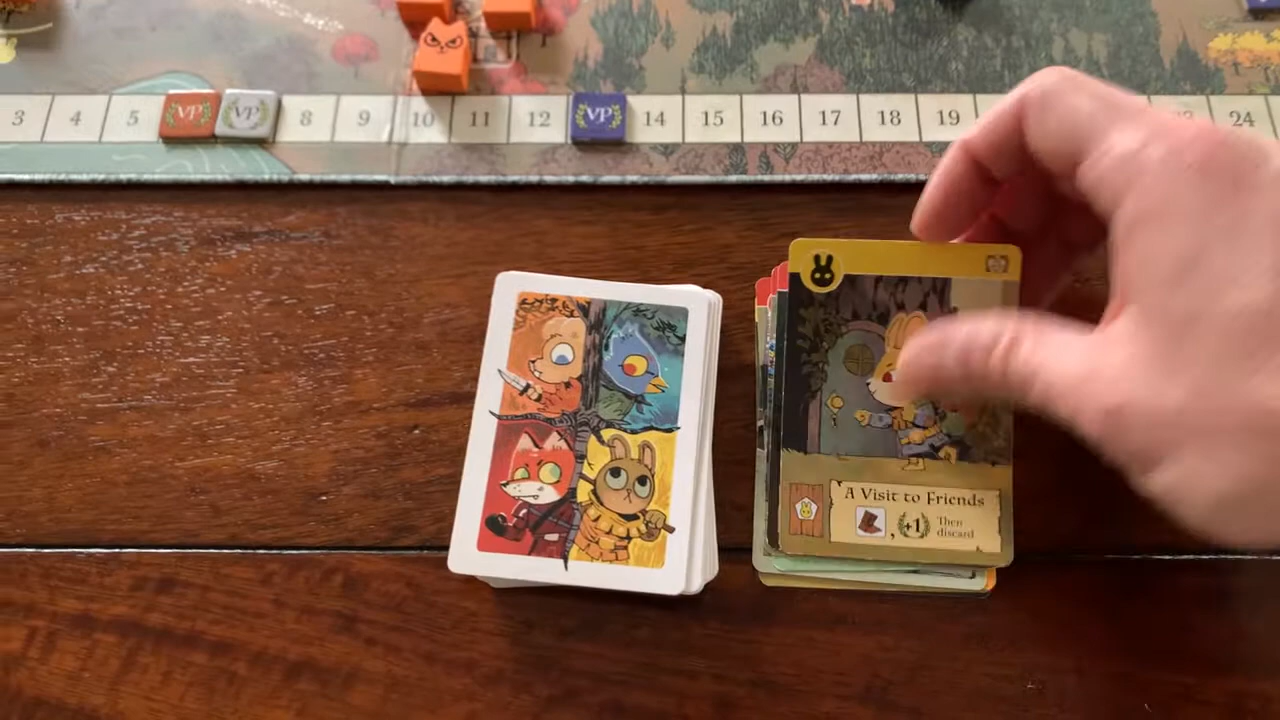 3 4 5 VP VP 8 9 10 11 12 VP 14 15 16 17 18 19 24
A Visit to Friends
, +1 Then
discard